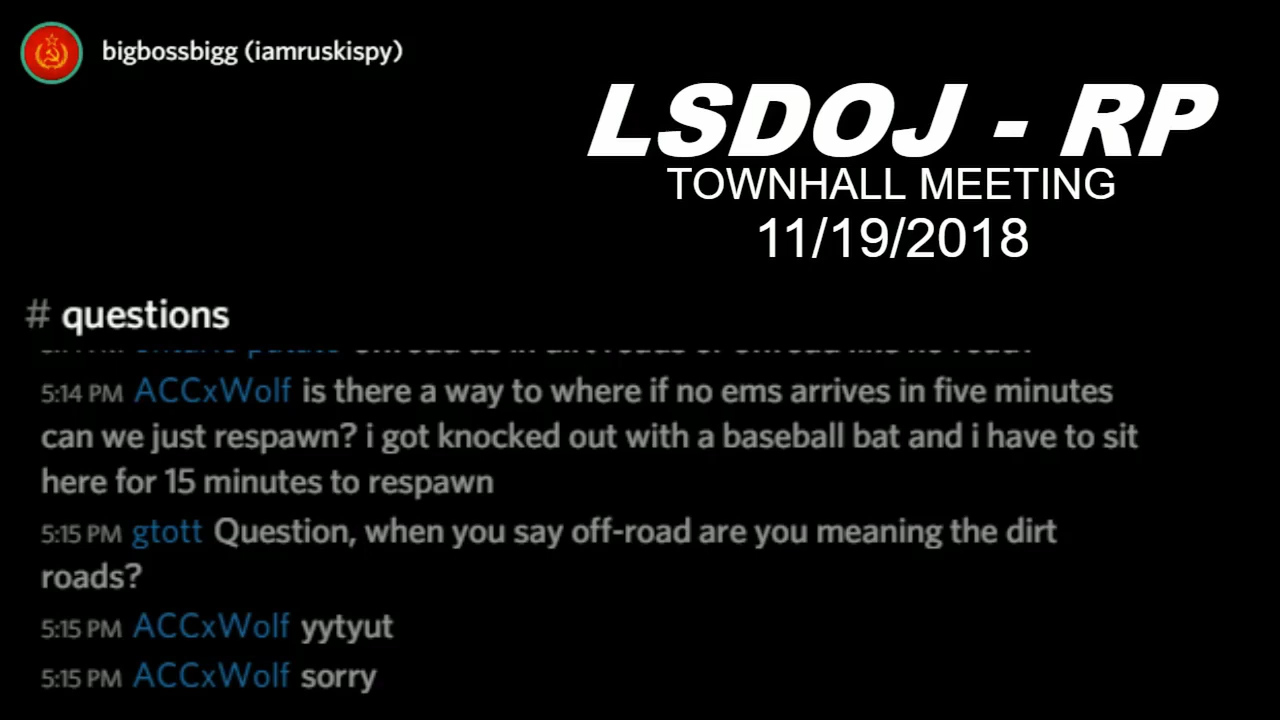 bigbossbigg (iamruskispy)
LSDOJ - RP
TOWNHALL MEETING
11/19/2018
# questions
5:14 PM ACCxWolf is there a way to where if no ems arrives in five minutes
can we just respawn? i got knocked out with a baseball bat and i have to sit
here for 15 minutes to respawn
5:15 PM gtott Question, when you say off-road are you meaning the dirt
roads?
5:15 PM ACCxWolf yytyut
5:15 PM ACCxWolf sorry